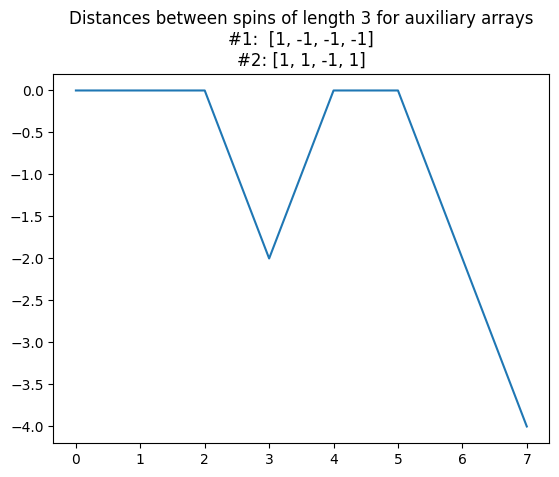 Distances between spins of length 3 for auxiliary arrays
#1:  [1, -1, -1, -1]
#2: [1, 1, -1, 1]
0.0
−0.5
−1.0
−1.5
−2.0
−2.5
−3.0
−3.5
−4.0
0 1 2 3 4 5 6 7